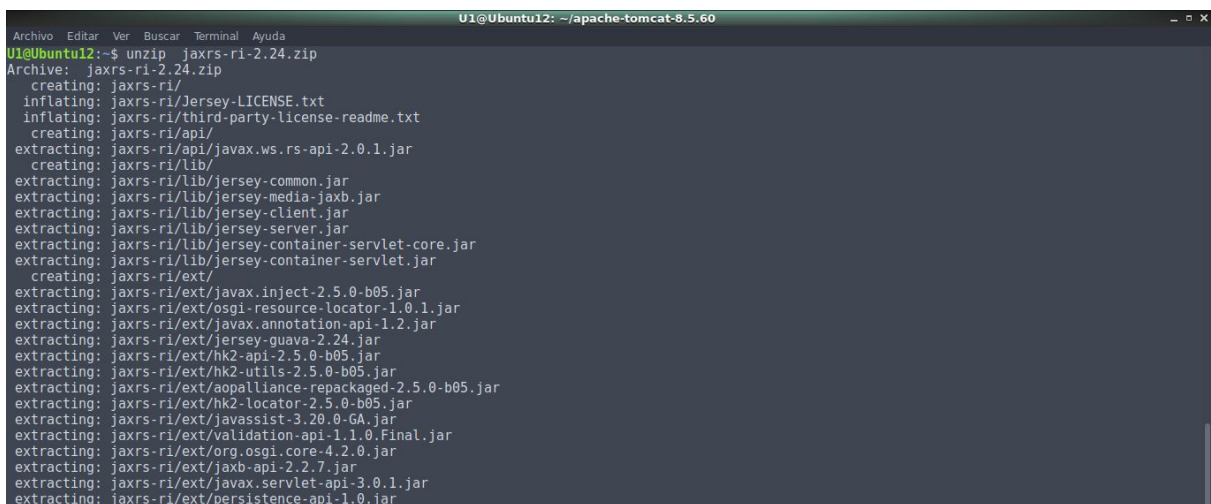 U1@Ubuntu12: ~/apache-tomcat-8.5.60
Archivo Editar Ver Buscar Terminal Ayuda
U1@Ubuntu12:~$ unzip  jaxrs-ri-2.24.zip
Archive:  jaxrs-ri-2.24.zip
   creating: jaxrs-ri/
  inflating: jaxrs-ri/Jersey-LICENSE.txt
  inflating: jaxrs-ri/third-party-license-readme.txt
   creating: jaxrs-ri/api/
 extracting: jaxrs-ri/api/javax.ws.rs-api-2.0.1.jar
   creating: jaxrs-ri/lib/
 extracting: jaxrs-ri/lib/jersey-common.jar
 extracting: jaxrs-ri/lib/jersey-media-jaxb.jar
 extracting: jaxrs-ri/lib/jersey-client.jar
 extracting: jaxrs-ri/lib/jersey-server.jar
 extracting: jaxrs-ri/lib/jersey-container-servlet-core.jar
 extracting: jaxrs-ri/lib/jersey-container-servlet.jar
   creating: jaxrs-ri/ext/
 extracting: jaxrs-ri/ext/javax.inject-2.5.0-b05.jar
 extracting: jaxrs-ri/ext/osgi-resource-locator-1.0.1.jar
 extracting: jaxrs-ri/ext/javax.annotation-api-1.2.jar
 extracting: jaxrs-ri/ext/jersey-guava-2.24.jar
 extracting: jaxrs-ri/ext/hk2-api-2.5.0-b05.jar
 extracting: jaxrs-ri/ext/hk2-utils-2.5.0-b05.jar
 extracting: jaxrs-ri/ext/aopalliance-repackaged-2.5.0-b05.jar
 extracting: jaxrs-ri/ext/hk2-locator-2.5.0-b05.jar
 extracting: jaxrs-ri/ext/javassist-3.20.0-GA.jar
 extracting: jaxrs-ri/ext/validation-api-1.1.0.Final.jar
 extracting: jaxrs-ri/ext/org.osgi.core-4.2.0.jar
 extracting: jaxrs-ri/ext/jaxb-api-2.2.7.jar
 extracting: jaxrs-ri/ext/javax.servlet-api-3.0.1.jar
 extracting: jaxrs-ri/ext/persistence-api-1.0.jar